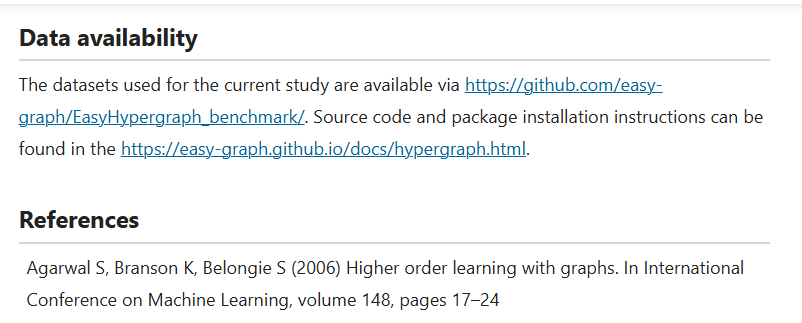 Data availability
The datasets used for the current study are available via https://github.com/easy-
graph/EasyHypergraph_benchmark/. Source code and package installation instructions can be
found in the https://easy-graph.github.io/docs/hypergraph.html.
References
Agarwal S, Branson K, Belongie S (2006) Higher order learning with graphs. In International
Conference on Machine Learning, volume 148, pages 17–24